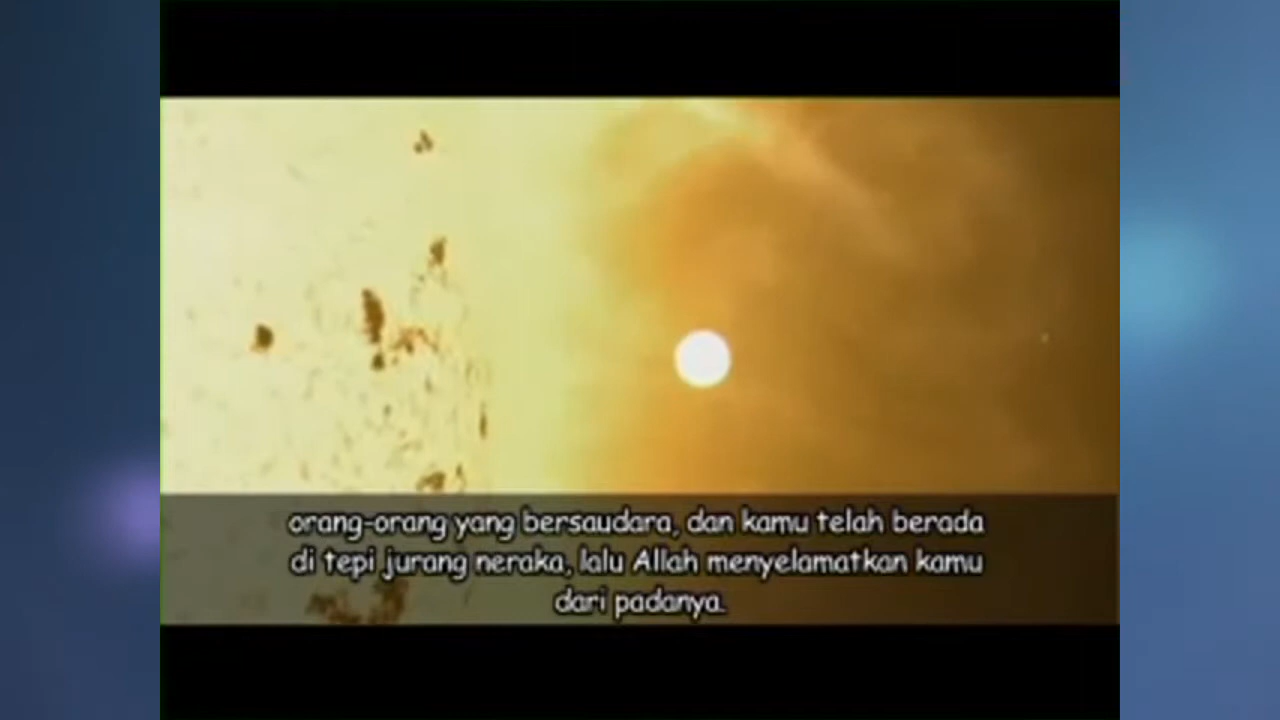 orang-orang yang bersaudara, dan kamu telah berada
di tepi jurang neraka, lalu Allah menyelamatkan kamu
dari padanya.